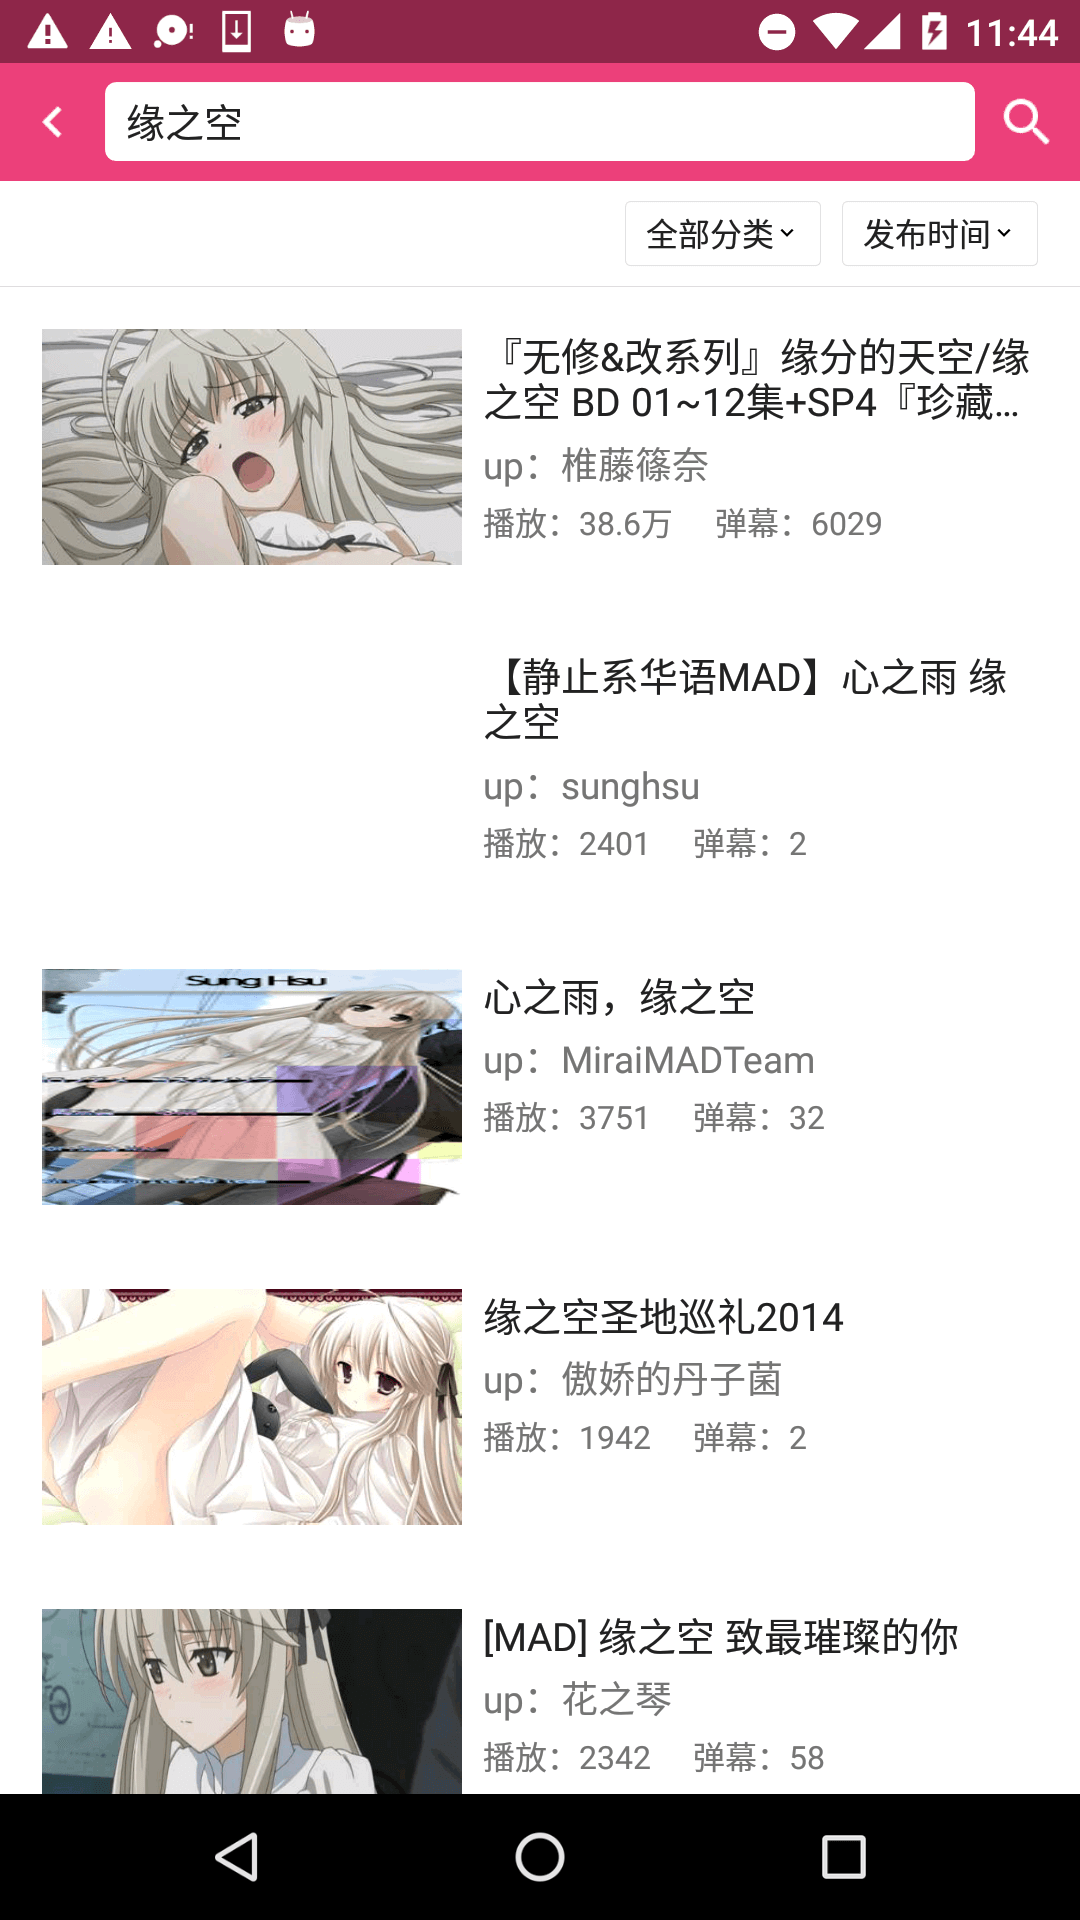 11:44
缘之空
全部分类 发布时间
『无修&改系列』缘分的天空/缘
之空 BD 01~12集+SP4『珍藏...
up：椎藤篠奈
播放：38.6万 弹幕：6029
【静止系华语MAD】心之雨 缘
之空
up：sunghsu
播放：2401 弹幕：2
Sung Hsu
心之雨，缘之空
up：MiraiMADTeam
播放：3751 弹幕：32
缘之空圣地巡礼2014
up：傲娇的丹子菌
播放：1942 弹幕：2
[MAD] 缘之空 致最璀璨的你
up：花之琴
播放：2342 弹幕：58